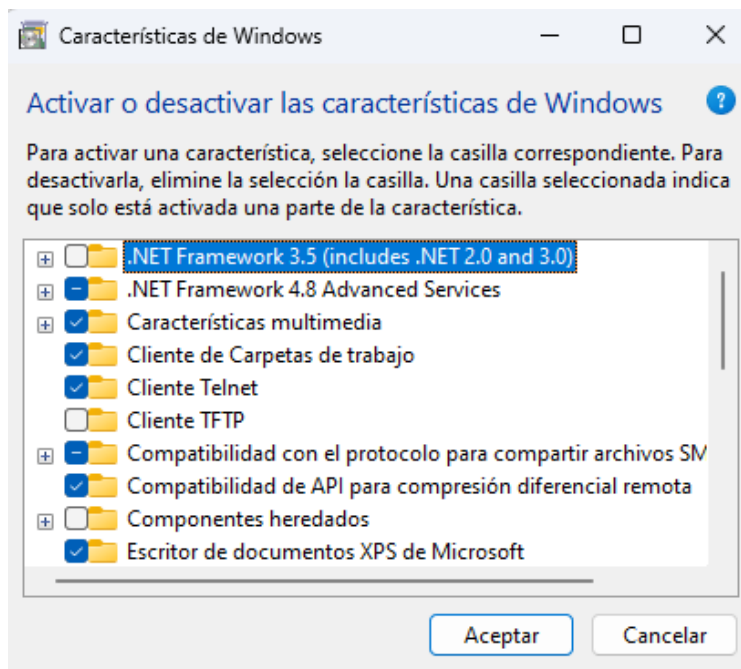 Características de Windows
Activar o desactivar las características de Windows
?
Para activar una característica, seleccione la casilla correspondiente. Para
desactivarla, elimine la selección la casilla. Una casilla seleccionada indica
que solo está activada una parte de la característica.
.NET Framework 3.5 (includes .NET 2.0 and 3.0)
.NET Framework 4.8 Advanced Services
Características multimedia
Cliente de Carpetas de trabajo
Cliente Telnet
Cliente TFTP
Compatibilidad con el protocolo para compartir archivos SM
Compatibilidad de API para compresión diferencial remota
Componentes heredados
Escritor de documentos XPS de Microsoft
Aceptar
Cancelar